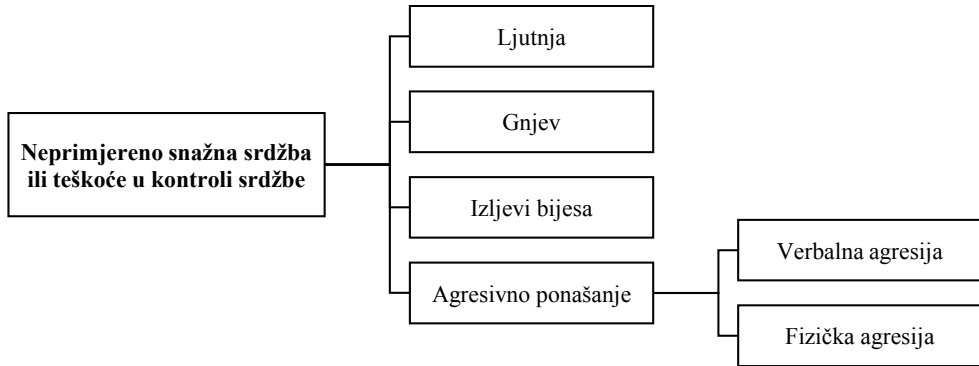 Neprimjereno snažna srdžba
ili teškoće u kontroli srdžbe
Ljutnja
Gnjev
Izljevi bijesa
Agresivno ponašanje
Verbalna agresija
Fizička agresija